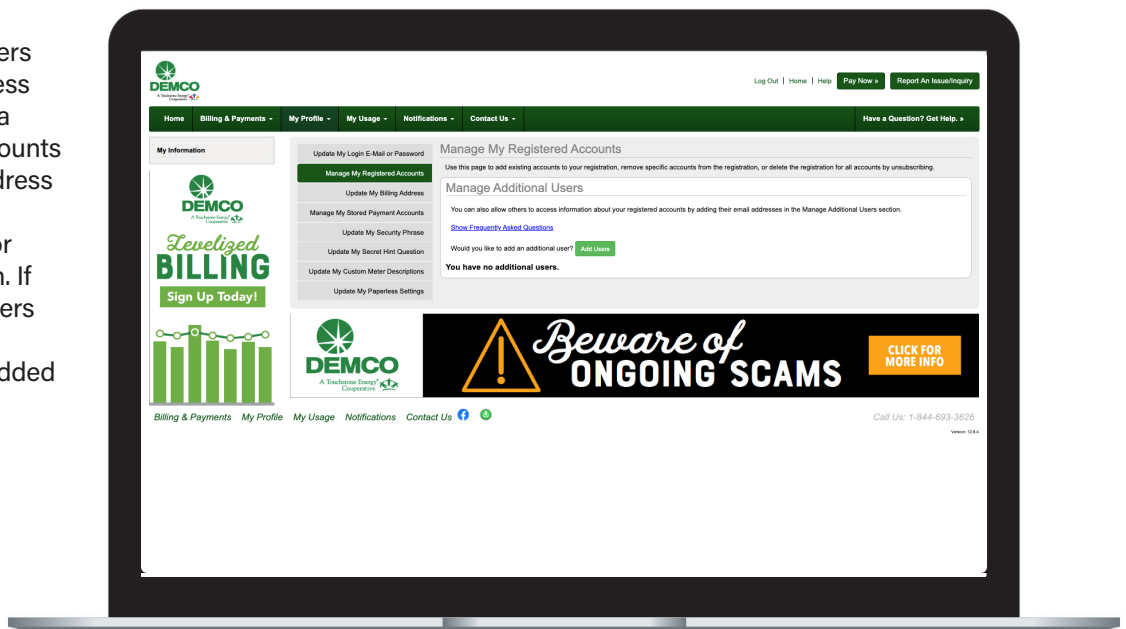 ers
ess
a
ounts
dress
or
n. If
ers
dded
DEMCO
A Touchstone Energy®
Cooperative
Log Out | Home | Help
Pay Now »
Report An Issue/Inquiry
Home
Billing & Payments
My Profile
My Usage
Notifications
Contact Us
Have a Question? Get Help. »
My Information
DEMCO
A Touchstone Energy®
Cooperative
Levelized
BILLING
Sign Up Today!
Update My Login E-Mail or Password
Manage My Registered Accounts
Update My Billing Address
Manage My Stored Payment Accounts
Update My Security Phrase
Update My Secret Hint Question
Update My Custom Meter Descriptions
Update My Paperless Settings
Manage My Registered Accounts
Use this page to add existing accounts to your registration, remove specific accounts from the registration, or delete the registration for all accounts by unsubscribing.
Manage Additional Users
You can also allow others to access information about your registered accounts by adding their email addresses in the Manage Additional Users section.
Show Frequently Asked Questions
Would you like to add an additional user? Add Users
You have no additional users.
DEMCO
A Touchstone Energy®
Cooperative
Beware of
ONGOING SCAMS
CLICK FOR
MORE INFO
Billing & Payments My Profile My Usage Notifications Contact Us
Call Us: 1-844-693-3626
Version: 12.8.4